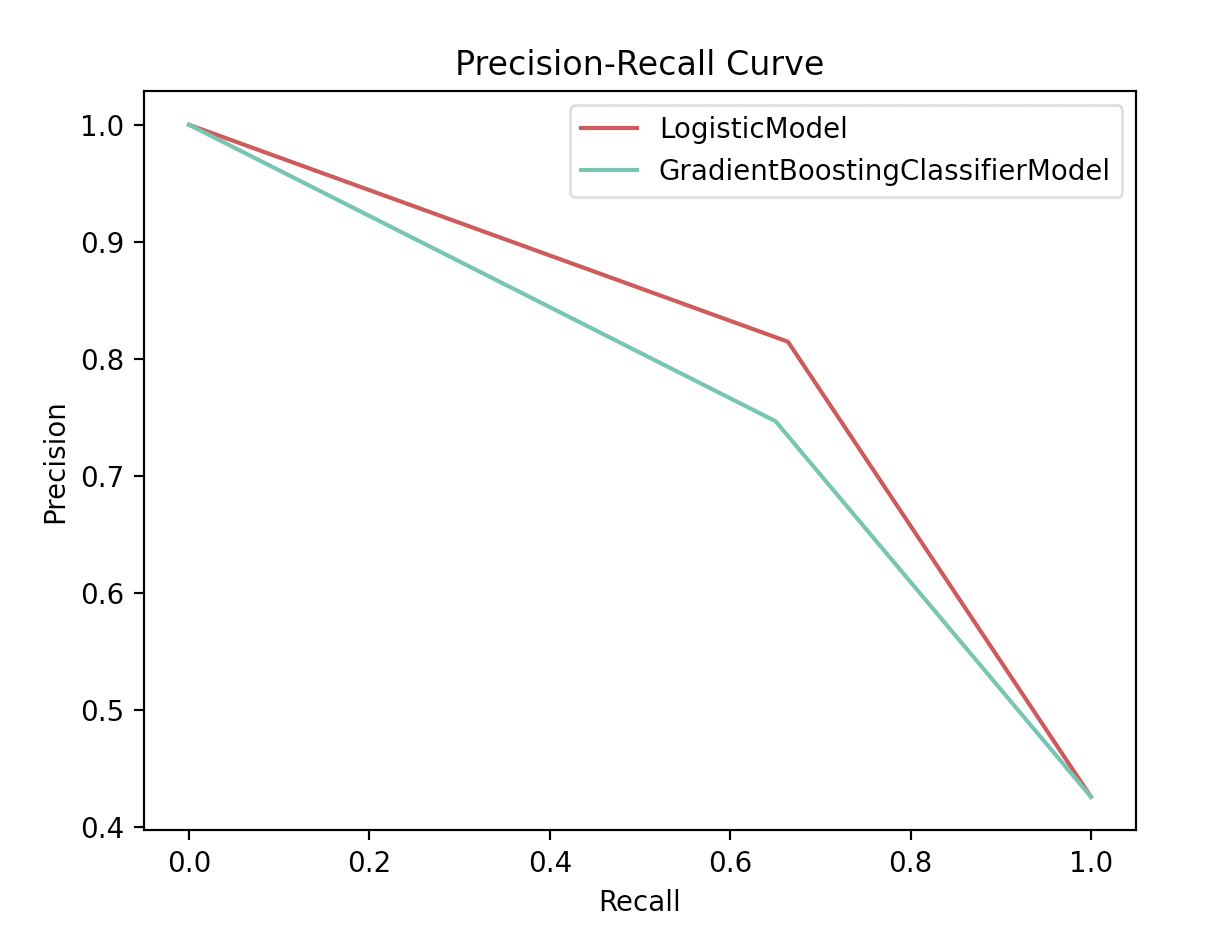 Precision-Recall Curve
LogisticModel
GradientBoostingClassifierModel
Precision
1.0
0.9
0.8
0.7
0.6
0.5
0.4
0.0 0.2 0.4 0.6 0.8 1.0
Recall